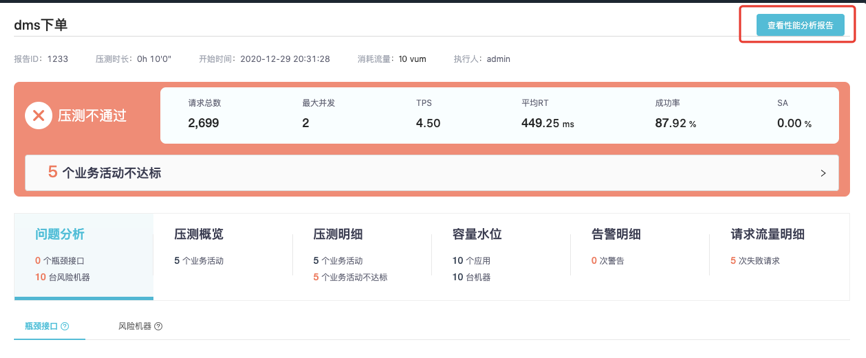 dms下单
查看性能分析报告
报告ID： 1233 压测时长： 0h 10'0" 开始时间： 2020-12-29 20:31:28 消耗流量： 10 vum 执行人： admin
压测不通过
请求总数 最大并发 TPS 平均RT 成功率 SA
2,699 2 4.50 449.25 ms 87.92 % 0.00 %
5 个业务活动不达标
问题分析 压测概览 压测明细 容量水位 告警明细 请求流量明细
0 个瓶颈接口 5 个业务活动 5 个业务活动 10 个应用 0 次警告 5 次失败请求
10 台风险机器 5 个业务活动不达标 10 台机器
瓶颈接口 ? 风险机器 ?